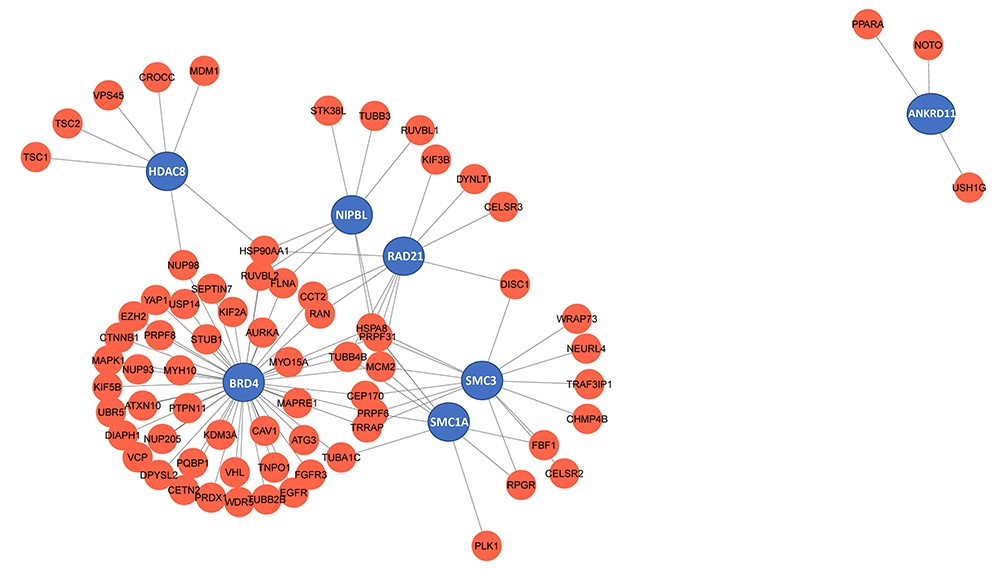 PPARA
NOTO
ANKRD11
USH1G
MDM1
CROCC
VPS45
TSC2
TSC1
HDAC8
STK38L
TUBB3
RUVBL1
KIF3B
DYNLT1
CELSR3
NIPBL
RAD21
HSP90AA1
NUP98
RUVBL2
FLNA
DISC1
SEPTIN7
CCT2
YAP1
USP14
KIF2A
RAN
EZH2
WRAP73
HSPA8
AURKA
CTNNB1
PRPF8
STUB1
PRPF31
NEURL4
MAPK1
NUP93
MYH10
MYO15A
TUBB4B
MCM2
BRD4
SMC3
TRAF3IP1
KIF5B
CEP170
ATXN10
PTPN11
MAPRE1
UBR5
PRPF6
CHMP4B
SMC1A
TRRAP
DIAPH1
NUP205
KDM3A
CAV1
ATG3
FBF1
VCP
PQBP1
TUBA1C
TNPO1
VHL
DPYSL2
FGFR3
CELSR2
RPGR
CETN2
PRDX1
WDR5
TUBB2B
EGFR
PLK1